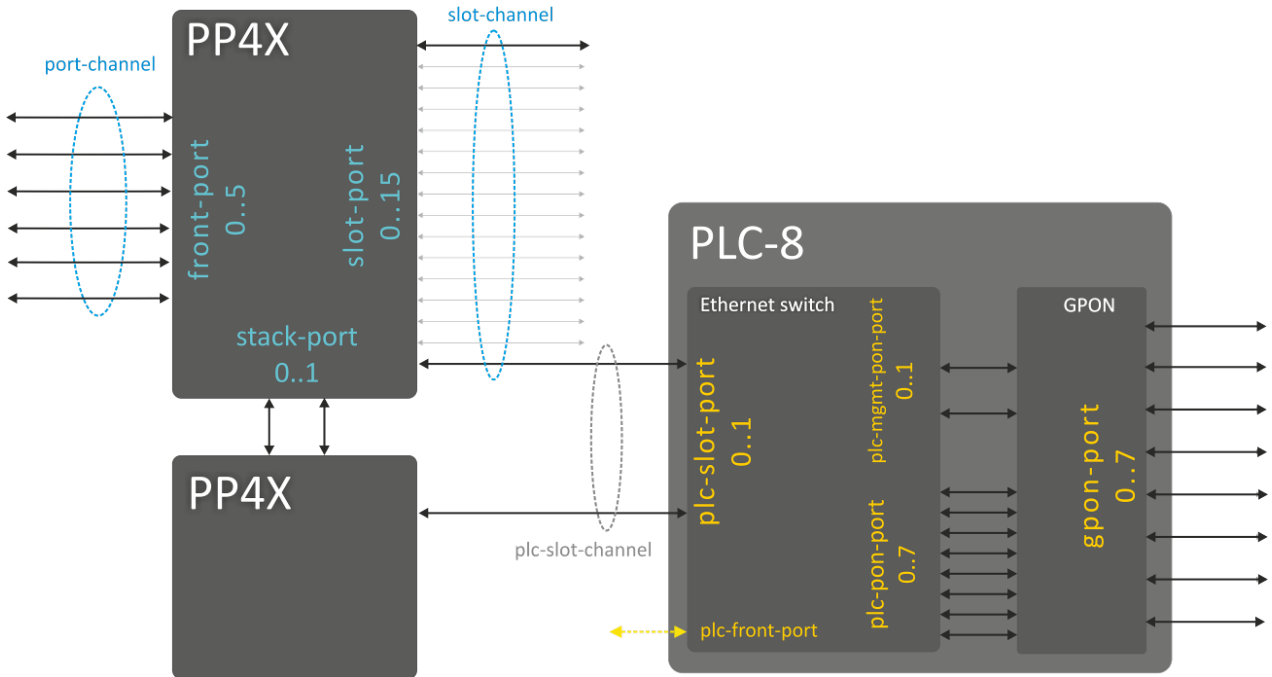 slot-channel
PP4X
port-channel
front-port
0..5
slot-port
0..15
stack-port
0..1
PP4X
plc-slot-channel
PLC-8
Ethernet switch
plc-slot-port
0..1
plc-mgmt-pon-port
0..1
plc-pon-port
0..7
plc-front-port
GPON
gpon-port
0..7